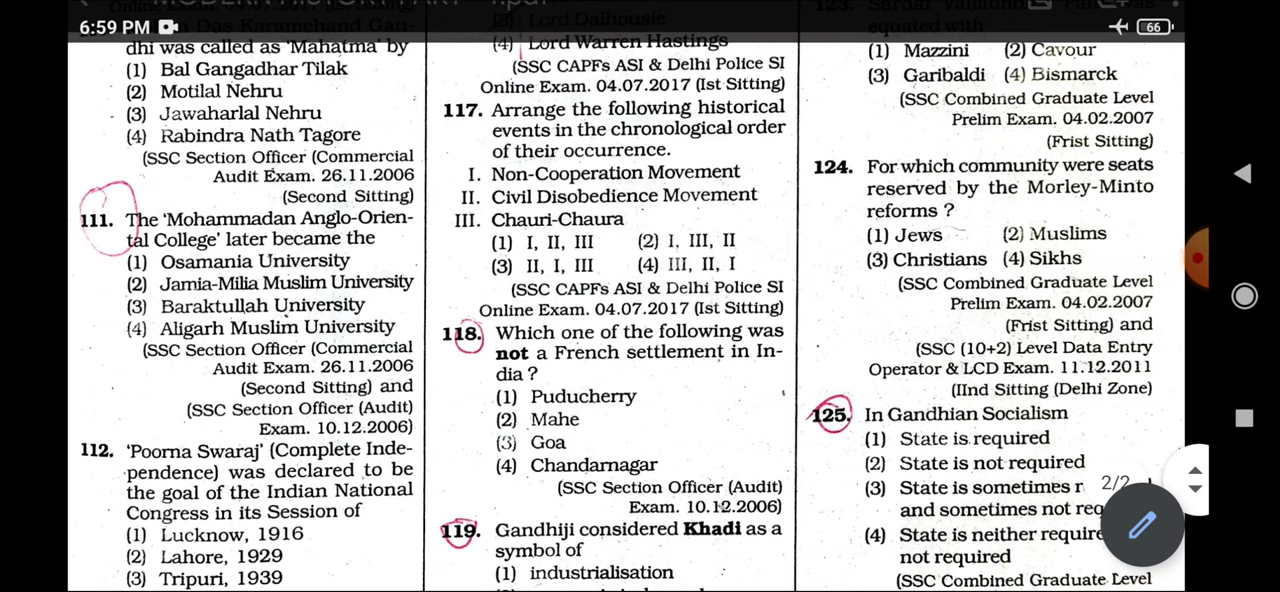 6:59 PM
66
dhi was called as 'Mahatma' by
(1) Bal Gangadhar Tilak
(2) Motilal Nehru
(3) Jawaharlal Nehru
(4) Rabindra Nath Tagore
(SSC Section Officer (Commercial
Audit Exam. 26.11.2006
(Second Sitting)
111. The 'Mohammadan Anglo-Orien-
tal College' later became the
(1) Osamania University
(2) Jamia-Milia Muslim University
(3) Baraktullah University
(4) Aligarh Muslim University
(SSC Section Officer (Commercial
Audit Exam. 26.11.2006
(Second Sitting) and
(SSC Section Officer (Audit)
Exam. 10.12.2006)
112. 'Poorna Swaraj' (Complete Inde-
pendence) was declared to be
the goal of the Indian National
Congress in its Session of
(1) Lucknow, 1916
(2) Lahore, 1929
(3) Tripuri, 1939
(3) Lord Dalhousie
(4) Lord Warren Hastings
(SSC CAPFs ASI & Delhi Police SI
Online Exam. 04.07.2017 (Ist Sitting)
117. Arrange the following historical
events in the chronological order
of their occurrence.
I. Non-Cooperation Movement
II. Civil Disobedience Movement
III. Chauri-Chaura
(1) I, II, III (2) I, III, II
(3) II, I, III (4) III, II, I
(SSC CAPFs ASI & Delhi Police SI
Online Exam. 04.07.2017 (Ist Sitting)
118. Which one of the following was
not a French settlement in In-
dia ?
(1) Puducherry
(2) Mahe
(3) Goa
(4) Chandarnagar
(SSC Section Officer (Audit)
Exam. 10.12.2006)
119. Gandhiji considered Khadi as a
symbol of
(1) industrialisation
equated with
(1) Mazzini (2) Cavour
(3) Garibaldi (4) Bismarck
(SSC Combined Graduate Level
Prelim Exam. 04.02.2007
(Frist Sitting)
124. For which community were seats
reserved by the Morley-Minto
reforms ?
(1) Jews (2) Muslims
(3) Christians (4) Sikhs
(SSC Combined Graduate Level
Prelim Exam. 04.02.2007
(Frist Sitting) and
(SSC (10+2) Level Data Entry
Operator & LCD Exam. 11.12.2011
(IInd Sitting (Delhi Zone)
125. In Gandhian Socialism
(1) State is required
(2) State is not required
(3) State is sometimes r
and sometimes not req
(4) State is neither require
not required
(SSC Combined Graduate Level
2/2